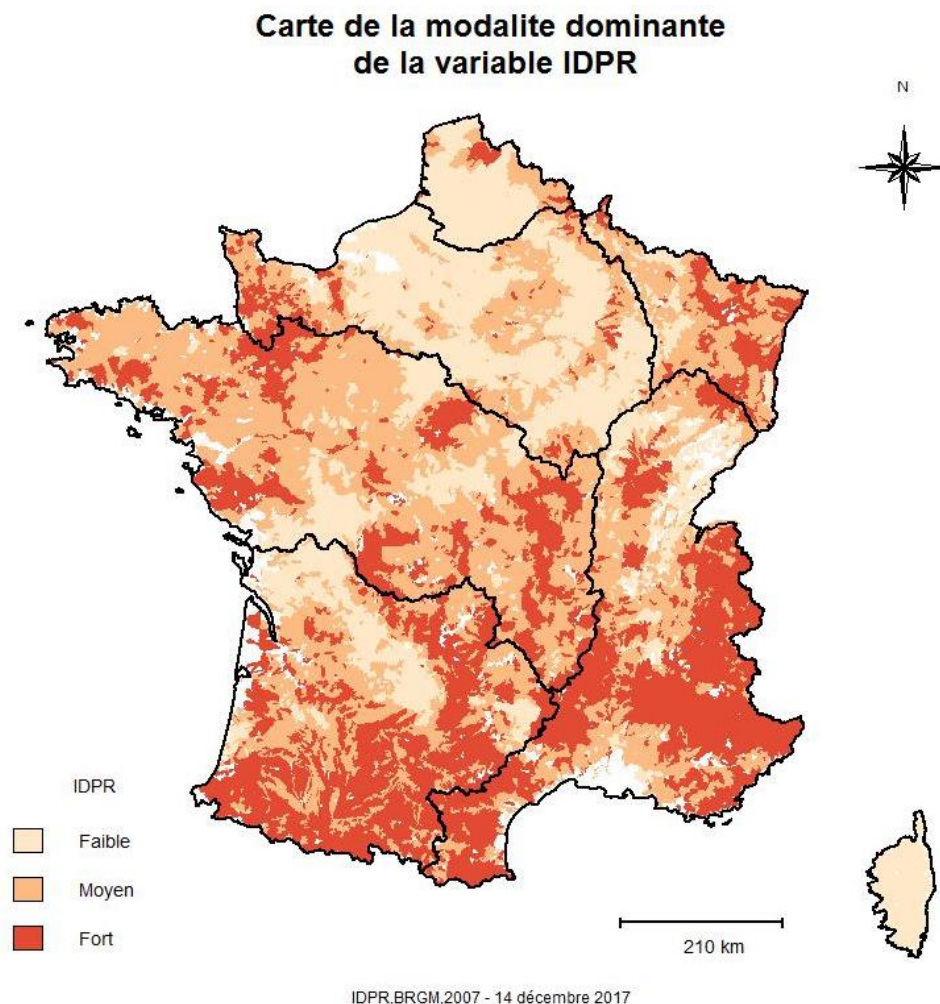 Carte de la modalite dominante
de la variable IDPR
N
IDPR
Faible
Moyen
Fort
210 km
IDPR.BRGM.2007 - 14 décembre 2017